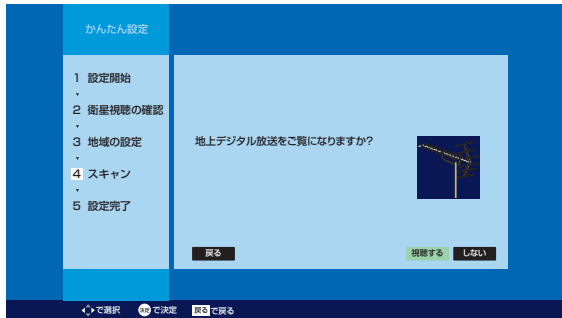 かんたん設定
1 設定開始
2 衛星視聴の確認
3 地域の設定
4 スキャン
5 設定完了
地上デジタル放送をご覧になりますか?
戻る 視聴する しない
で選択 決定 で決定 戻る で戻る